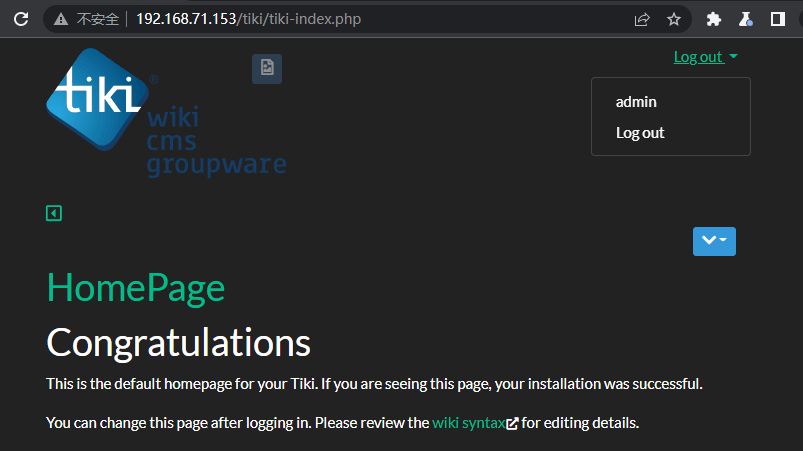 不安全 192.168.71.153/tiki/tiki-index.php
Log out
tiki
wiki
cms
groupware
admin
Log out
HomePage
Congratulations
This is the default homepage for your Tiki. If you are seeing this page, your installation was successful.
You can change this page after logging in. Please review the wiki syntax for editing details.